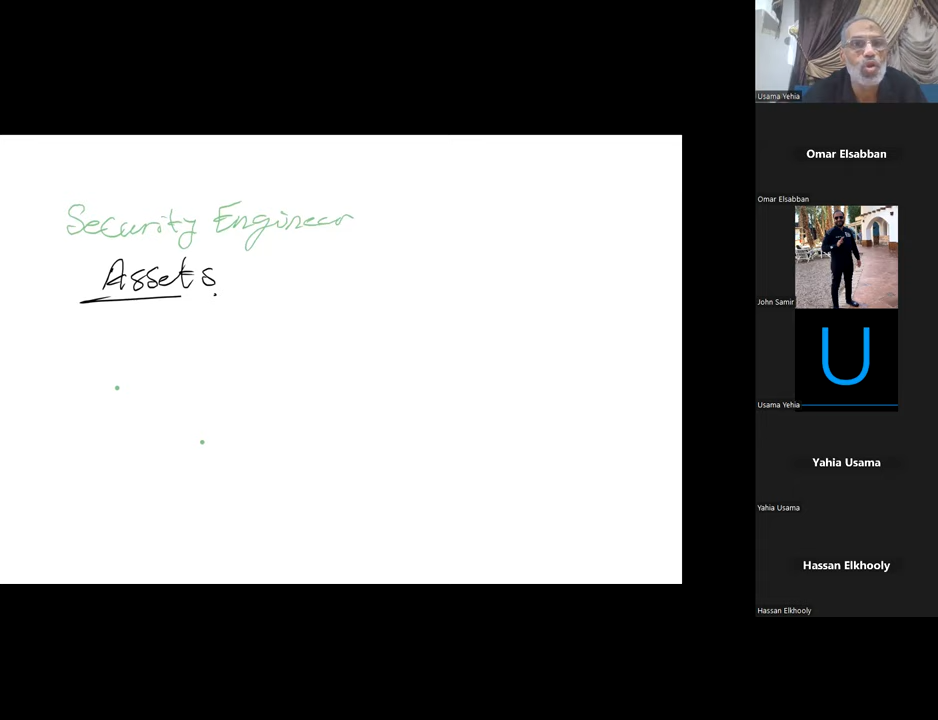 Security Engineer
Assets
Usama Yehia
Omar Elsabban
Omar Elsabban
John Samir
U
Usama Yehia
Yahia Usama
Yahia Usama
Hassan Elkhooly
Hassan Elkhooly